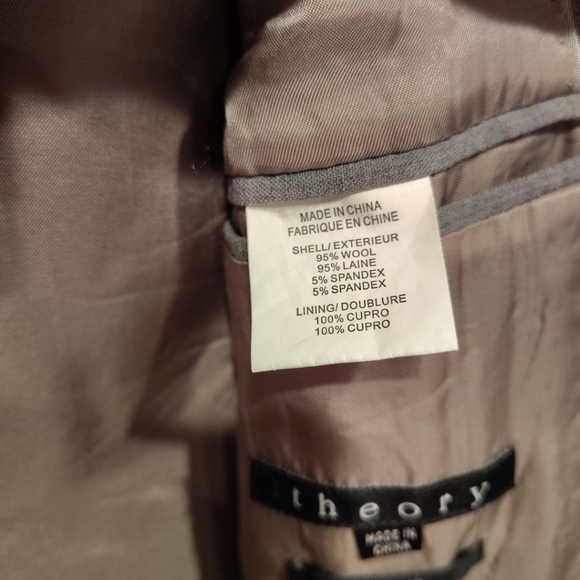 MADE IN CHINA
FABRIQUE EN CHINE
SHELL/ EXTERIEUR
95% WOOL
95% LAINE
5% SPANDEX
5% SPANDEX
LINING/ DOUBLURE
100% CUPRO
100% CUPRO
theory
MADE IN
CHINA